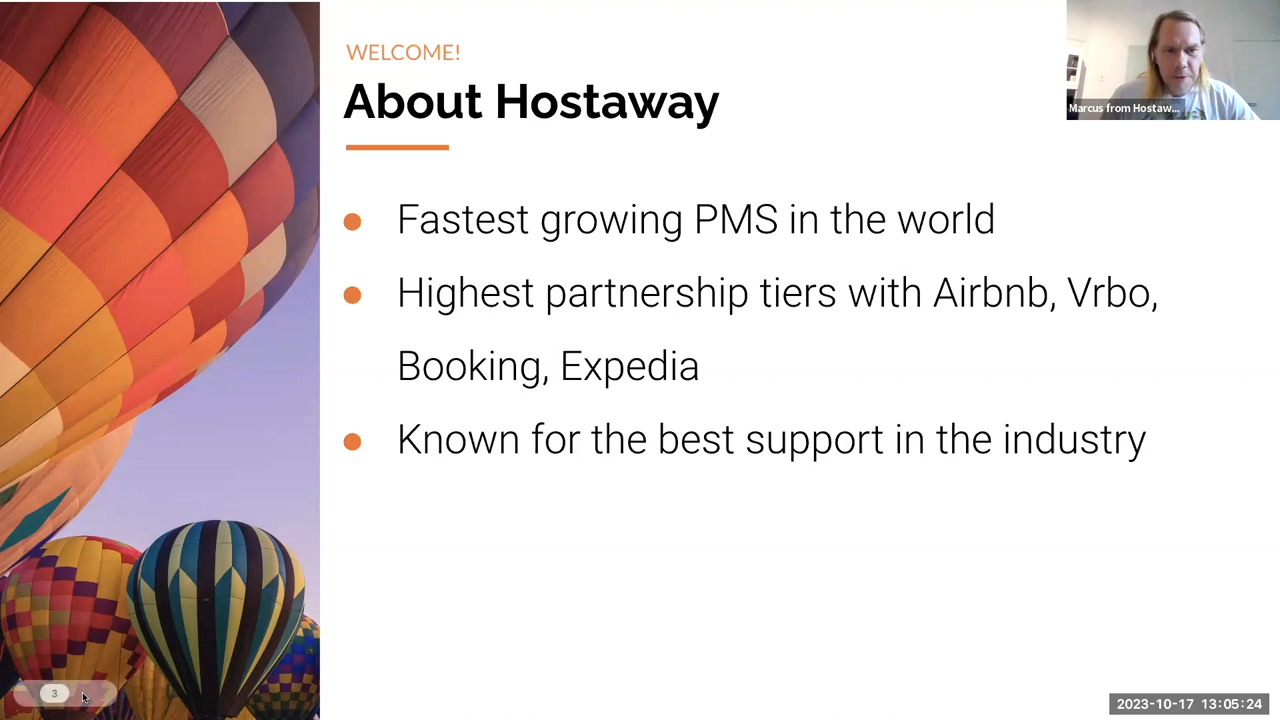 WELCOME!
About Hostaway
Fastest growing PMS in the world
Highest partnership tiers with Airbnb, Vrbo,
Booking, Expedia
Known for the best support in the industry
Marcus from Hostaw...
3
2023-10-17 13:05:24